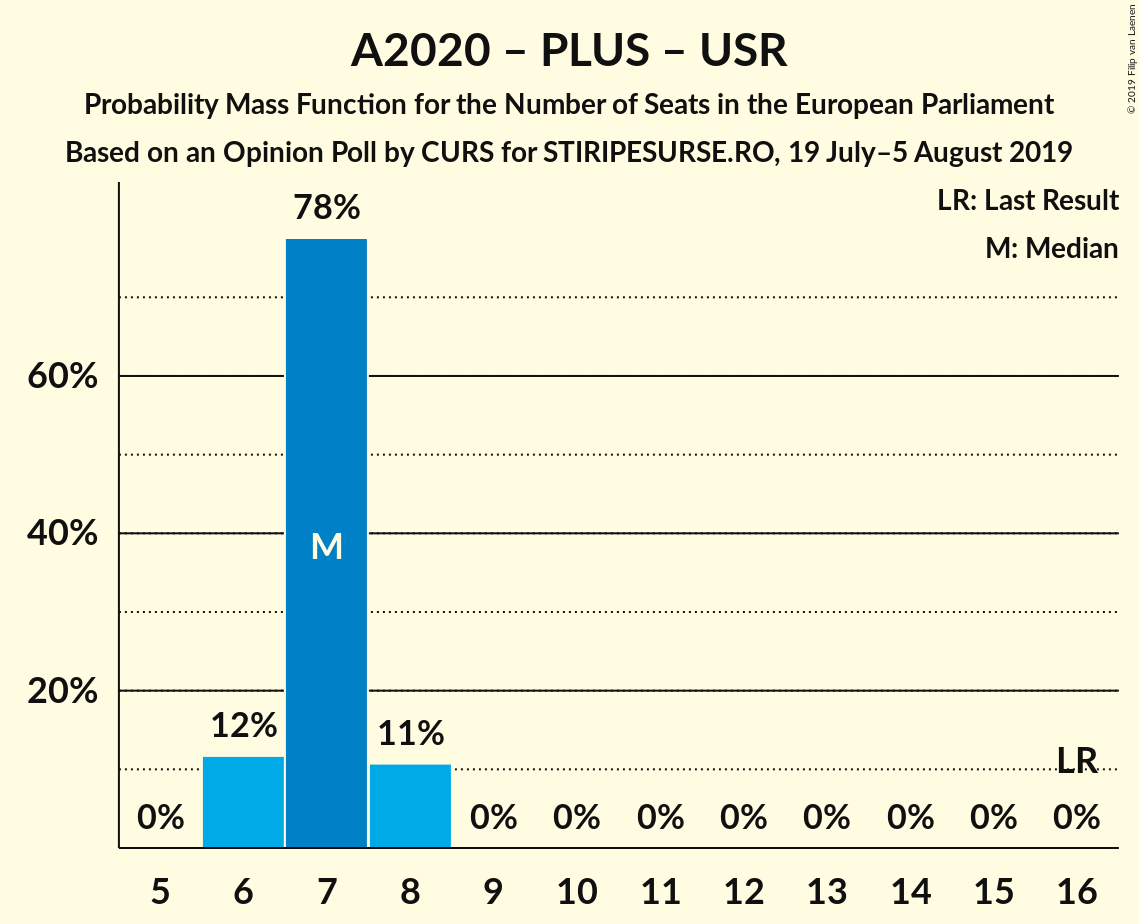 A2020 – PLUS – USR
Probability Mass Function for the Number of Seats in the European Parliament
Based on an Opinion Poll by CURS for STIRIPESURSE.RO, 19 July–5 August 2019
© 2019 Filip van Laenen
LR: Last Result
M: Median
78%
60%
40%
M
20%
12%
11%
LR
0% 0% 0% 0% 0% 0% 0% 0% 0%
5 6 7 8 9 10 11 12 13 14 15 16